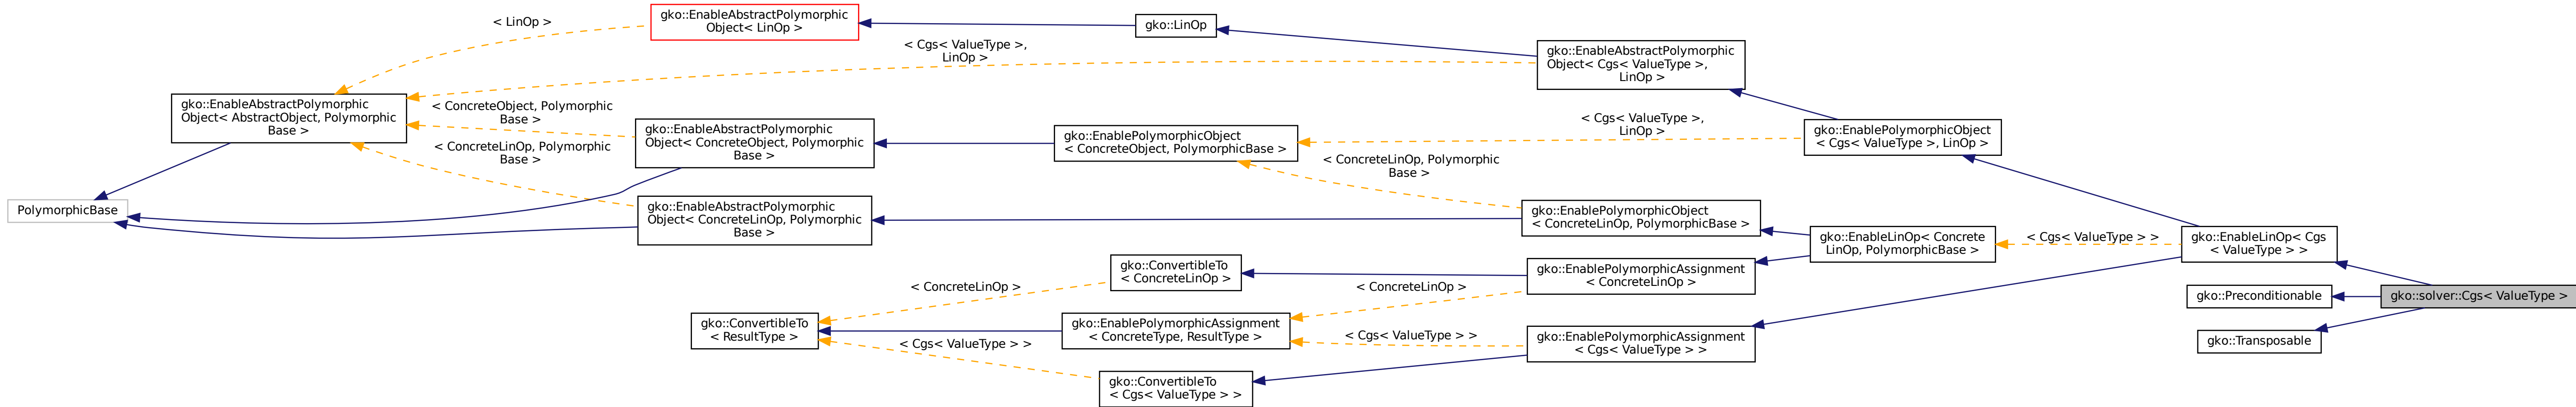 gko::EnableAbstractPolymorphic
Object< LinOp >
< LinOp >
gko::LinOp
< Cgs< ValueType >,
LinOp >
gko::EnableAbstractPolymorphic
Object< Cgs< ValueType >,
LinOp >
gko::EnableAbstractPolymorphic
Object< AbstractObject, Polymorphic
Base >
< ConcreteObject, Polymorphic
Base >
gko::EnableAbstractPolymorphic
Object< ConcreteObject, Polymorphic
Base >
gko::EnablePolymorphicObject
< ConcreteObject, PolymorphicBase >
< Cgs< ValueType >,
LinOp >
gko::EnablePolymorphicObject
< Cgs< ValueType >, LinOp >
< ConcreteLinOp, Polymorphic
Base >
< ConcreteLinOp, Polymorphic
Base >
PolymorphicBase
gko::EnableAbstractPolymorphic
Object< ConcreteLinOp, Polymorphic
Base >
gko::EnablePolymorphicObject
< ConcreteLinOp, PolymorphicBase >
gko::EnableLinOp< Concrete
LinOp, PolymorphicBase >
< Cgs< ValueType > >
gko::EnableLinOp< Cgs
< ValueType > >
gko::ConvertibleTo
< ConcreteLinOp >
gko::EnablePolymorphicAssignment
< ConcreteLinOp >
< ConcreteLinOp >
< ConcreteLinOp >
gko::Preconditionable
gko::solver::Cgs< ValueType >
gko::ConvertibleTo
< ResultType >
gko::EnablePolymorphicAssignment
< ConcreteType, ResultType >
< Cgs< ValueType > >
gko::EnablePolymorphicAssignment
< Cgs< ValueType > >
gko::Transposable
< Cgs< ValueType > >
gko::ConvertibleTo
< Cgs< ValueType > >